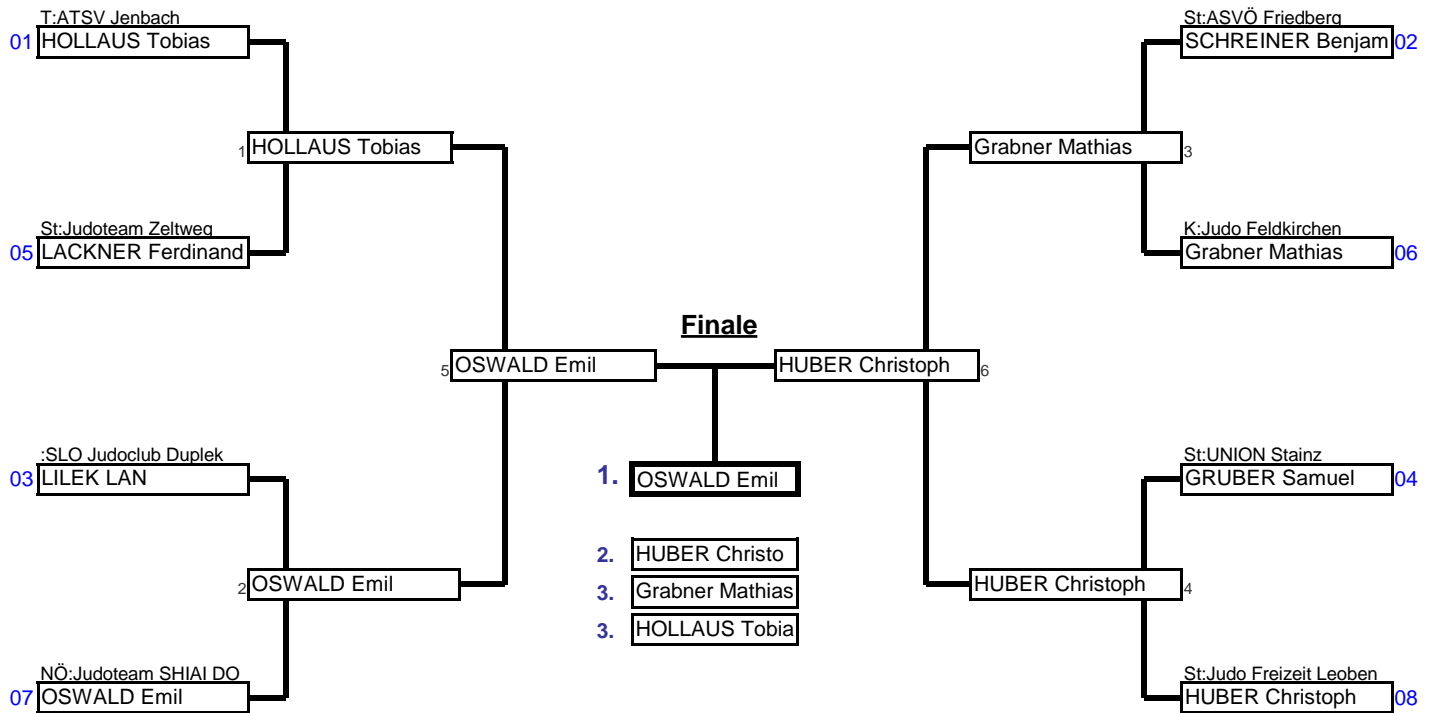 T:ATSV Jenbach
01 HOLLAUS Tobias
St:ASVÖ Friedberg
SCHREINER Benjam 02
1 HOLLAUS Tobias
Grabner Mathias 3
St:Judoteam Zeltweg
05 LACKNER Ferdinand
K:Judo Feldkirchen
Grabner Mathias 06
Finale
5 OSWALD Emil
HUBER Christoph 6
:SLO Judoclub Duplek
03 LILEK LAN
1. OSWALD Emil
St:UNION Stainz
GRUBER Samuel 04
2. HUBER Christo
3. Grabner Mathias
3. HOLLAUS Tobia
2 OSWALD Emil
HUBER Christoph 4
NÖ:Judoteam SHIAI DO
07 OSWALD Emil
St:Judo Freizeit Leoben
HUBER Christoph 08